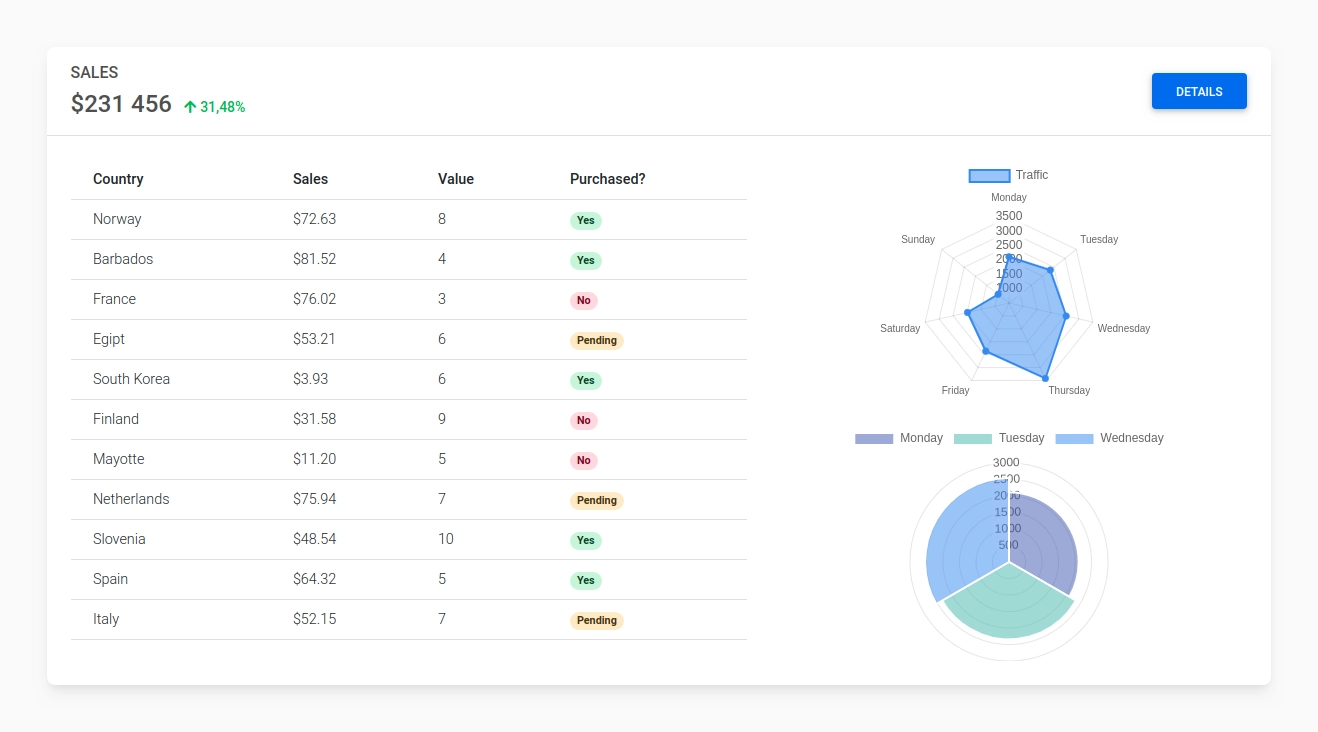 SALES
$231 456 31,48%
DETAILS
Country Sales Value Purchased?
Norway $72.63 8 Yes
Barbados $81.52 4 Yes
France $76.02 3 No
Egipt $53.21 6 Pending
South Korea $3.93 6 Yes
Finland $31.58 9 No
Mayotte $11.20 5 No
Netherlands $75.94 7 Pending
Slovenia $48.54 10 Yes
Spain $64.32 5 Yes
Italy $52.15 7 Pending
Traffic
Monday
3500
3000
Sunday Tuesday
2500
2000
1500
1000
Saturday Wednesday
Friday Thursday
Monday Tuesday Wednesday
3000
2500
2000
1500
1000
500